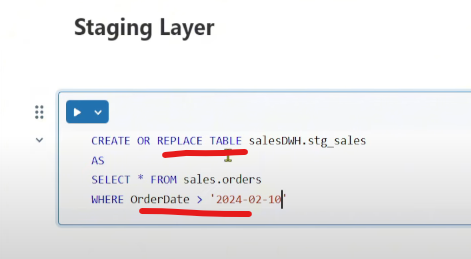 Staging Layer
CREATE OR REPLACE TABLE salesDWH.stg_sales
AS
SELECT * FROM sales.orders
WHERE OrderDate > '2024-02-10'